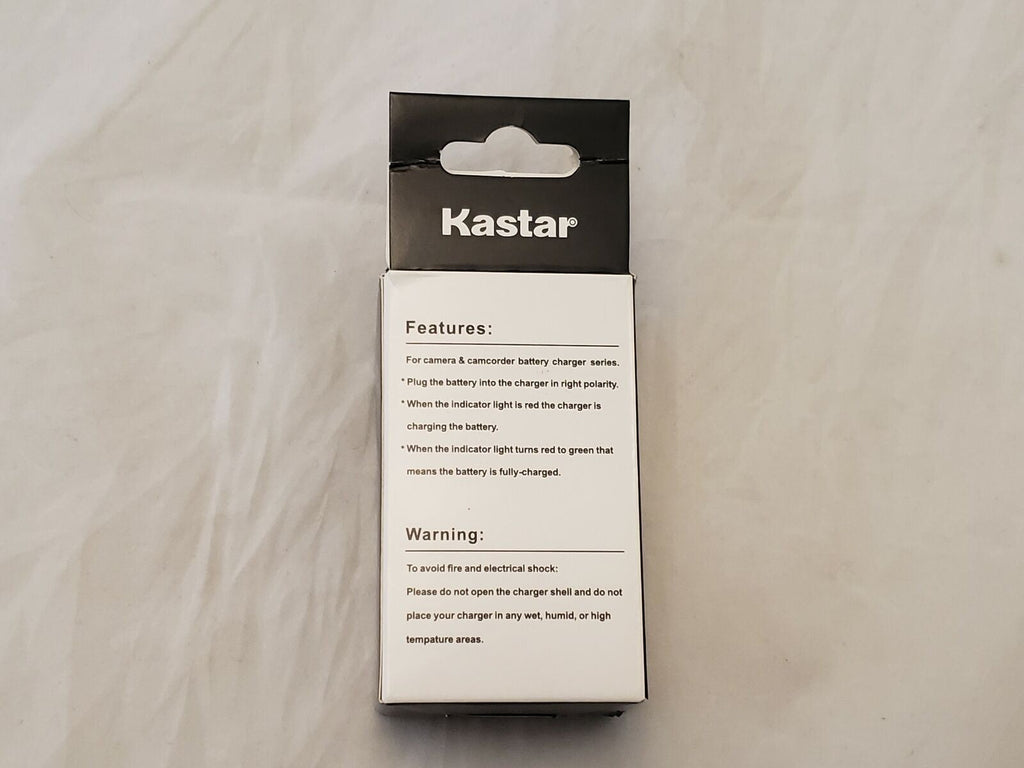 Kastar®
Features:
For camera & camcorder battery charger series.
* Plug the battery into the charger in right polarity.
* When the indicator light is red the charger is
charging the battery.
* When the indicator light turns red to green that
means the battery is fully-charged.
Warning:
To avoid fire and electrical shock:
Please do not open the charger shell and do not
place your charger in any wet, humid, or high
tempature areas.